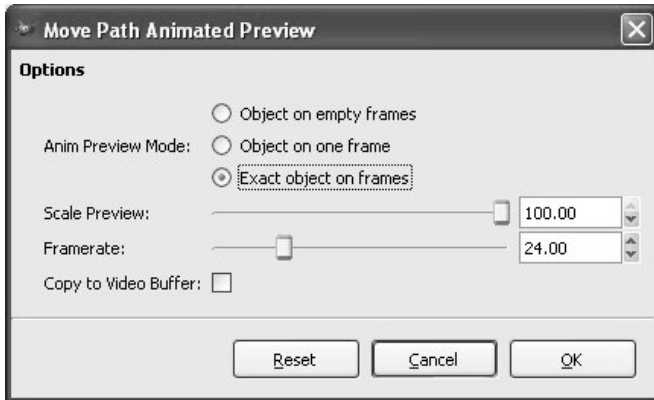 Move Path Animated Preview
Options
Object on empty frames
Anim Preview Mode: Object on one frame
Exact object on frames
Scale Preview: 100.00
Framerate: 24.00
Copy to Video Buffer:
Reset Cancel OK